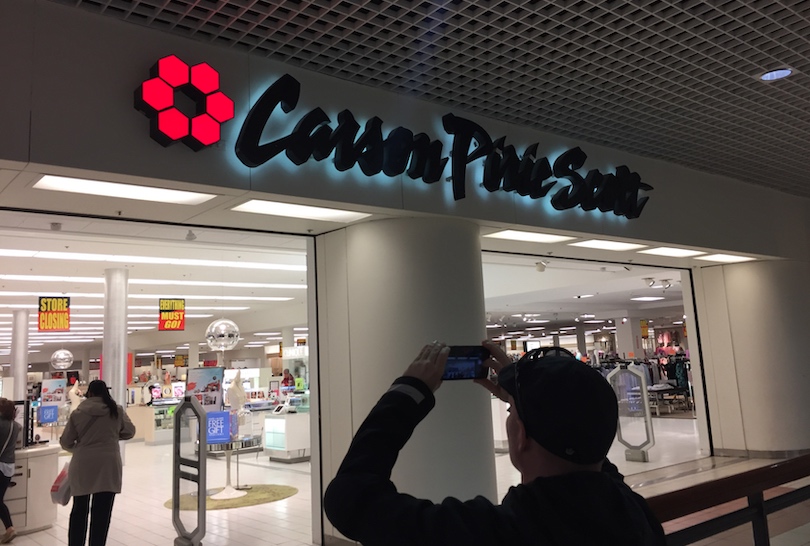 Carson Pirie Scott
STORE
CLOSING
EVERYTHING
MUST
GO!
FREE
GIFT